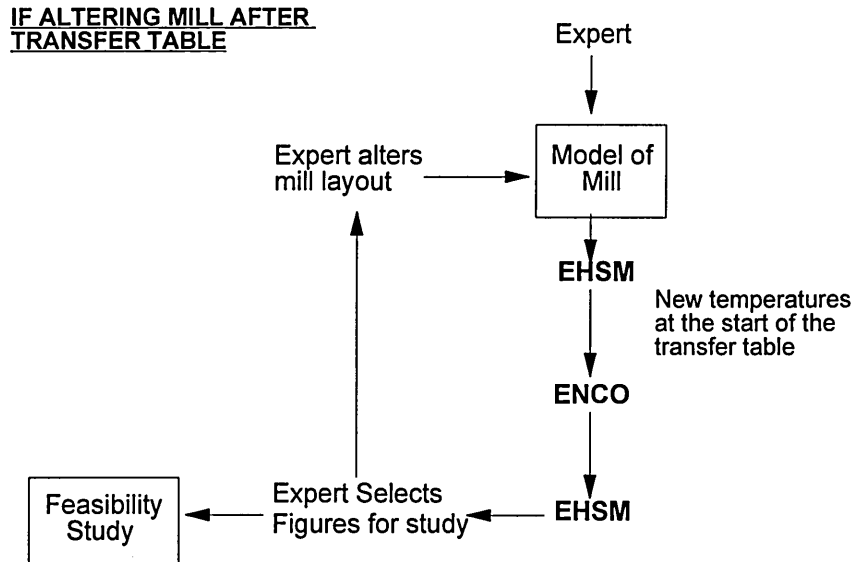 IF ALTERING MILL AFTER
TRANSFER TABLE
Expert
Expert alters
mill layout
Model of
Mill
EHSM
New temperatures
at the start of the
transfer table
ENCO
Feasibility
Study
Expert Selects
Figures for study
EHSM